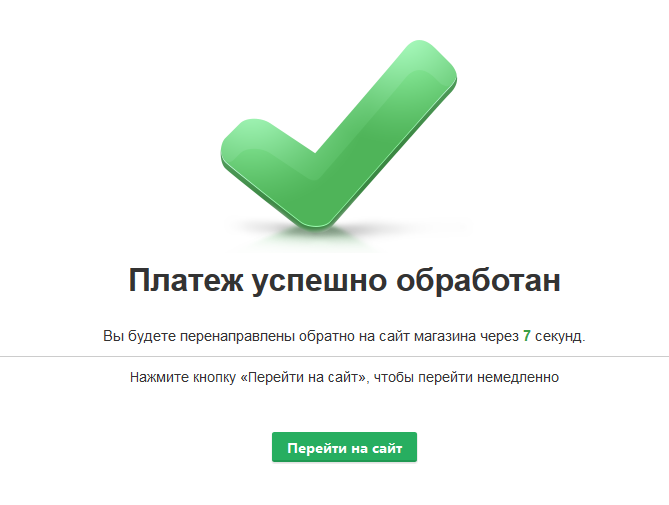 Платеж успешно обработан
Вы будете перенаправлены обратно на сайт магазина через 7 секунд.
Нажмите кнопку «Перейти на сайт», чтобы перейти немедленно
Перейти на сайт